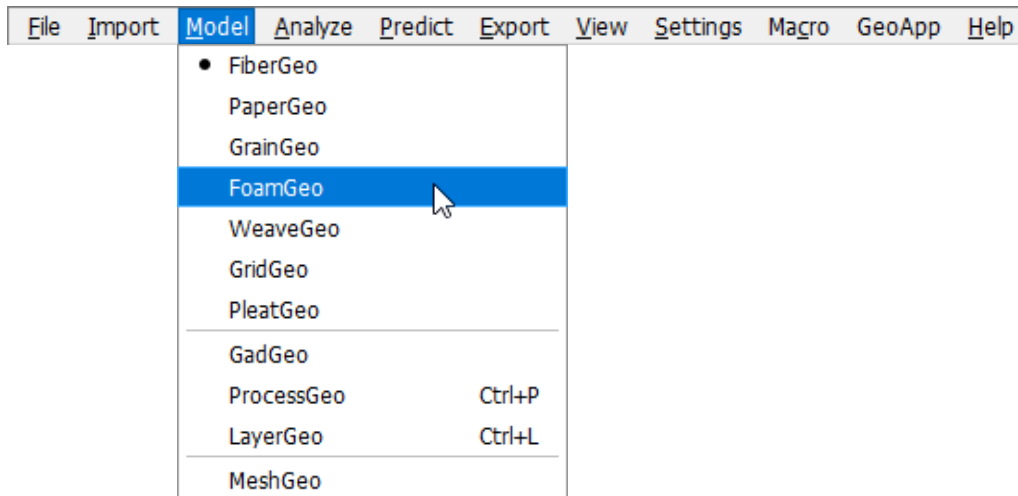 File Import Model Analyze Predict Export View Settings Macro GeoApp Help
FiberGeo
PaperGeo
GrainGeo
FoamGeo
WeaveGeo
GridGeo
PleatGeo
GadGeo
ProcessGeo Ctrl+P
LayerGeo Ctrl+L
MeshGeo